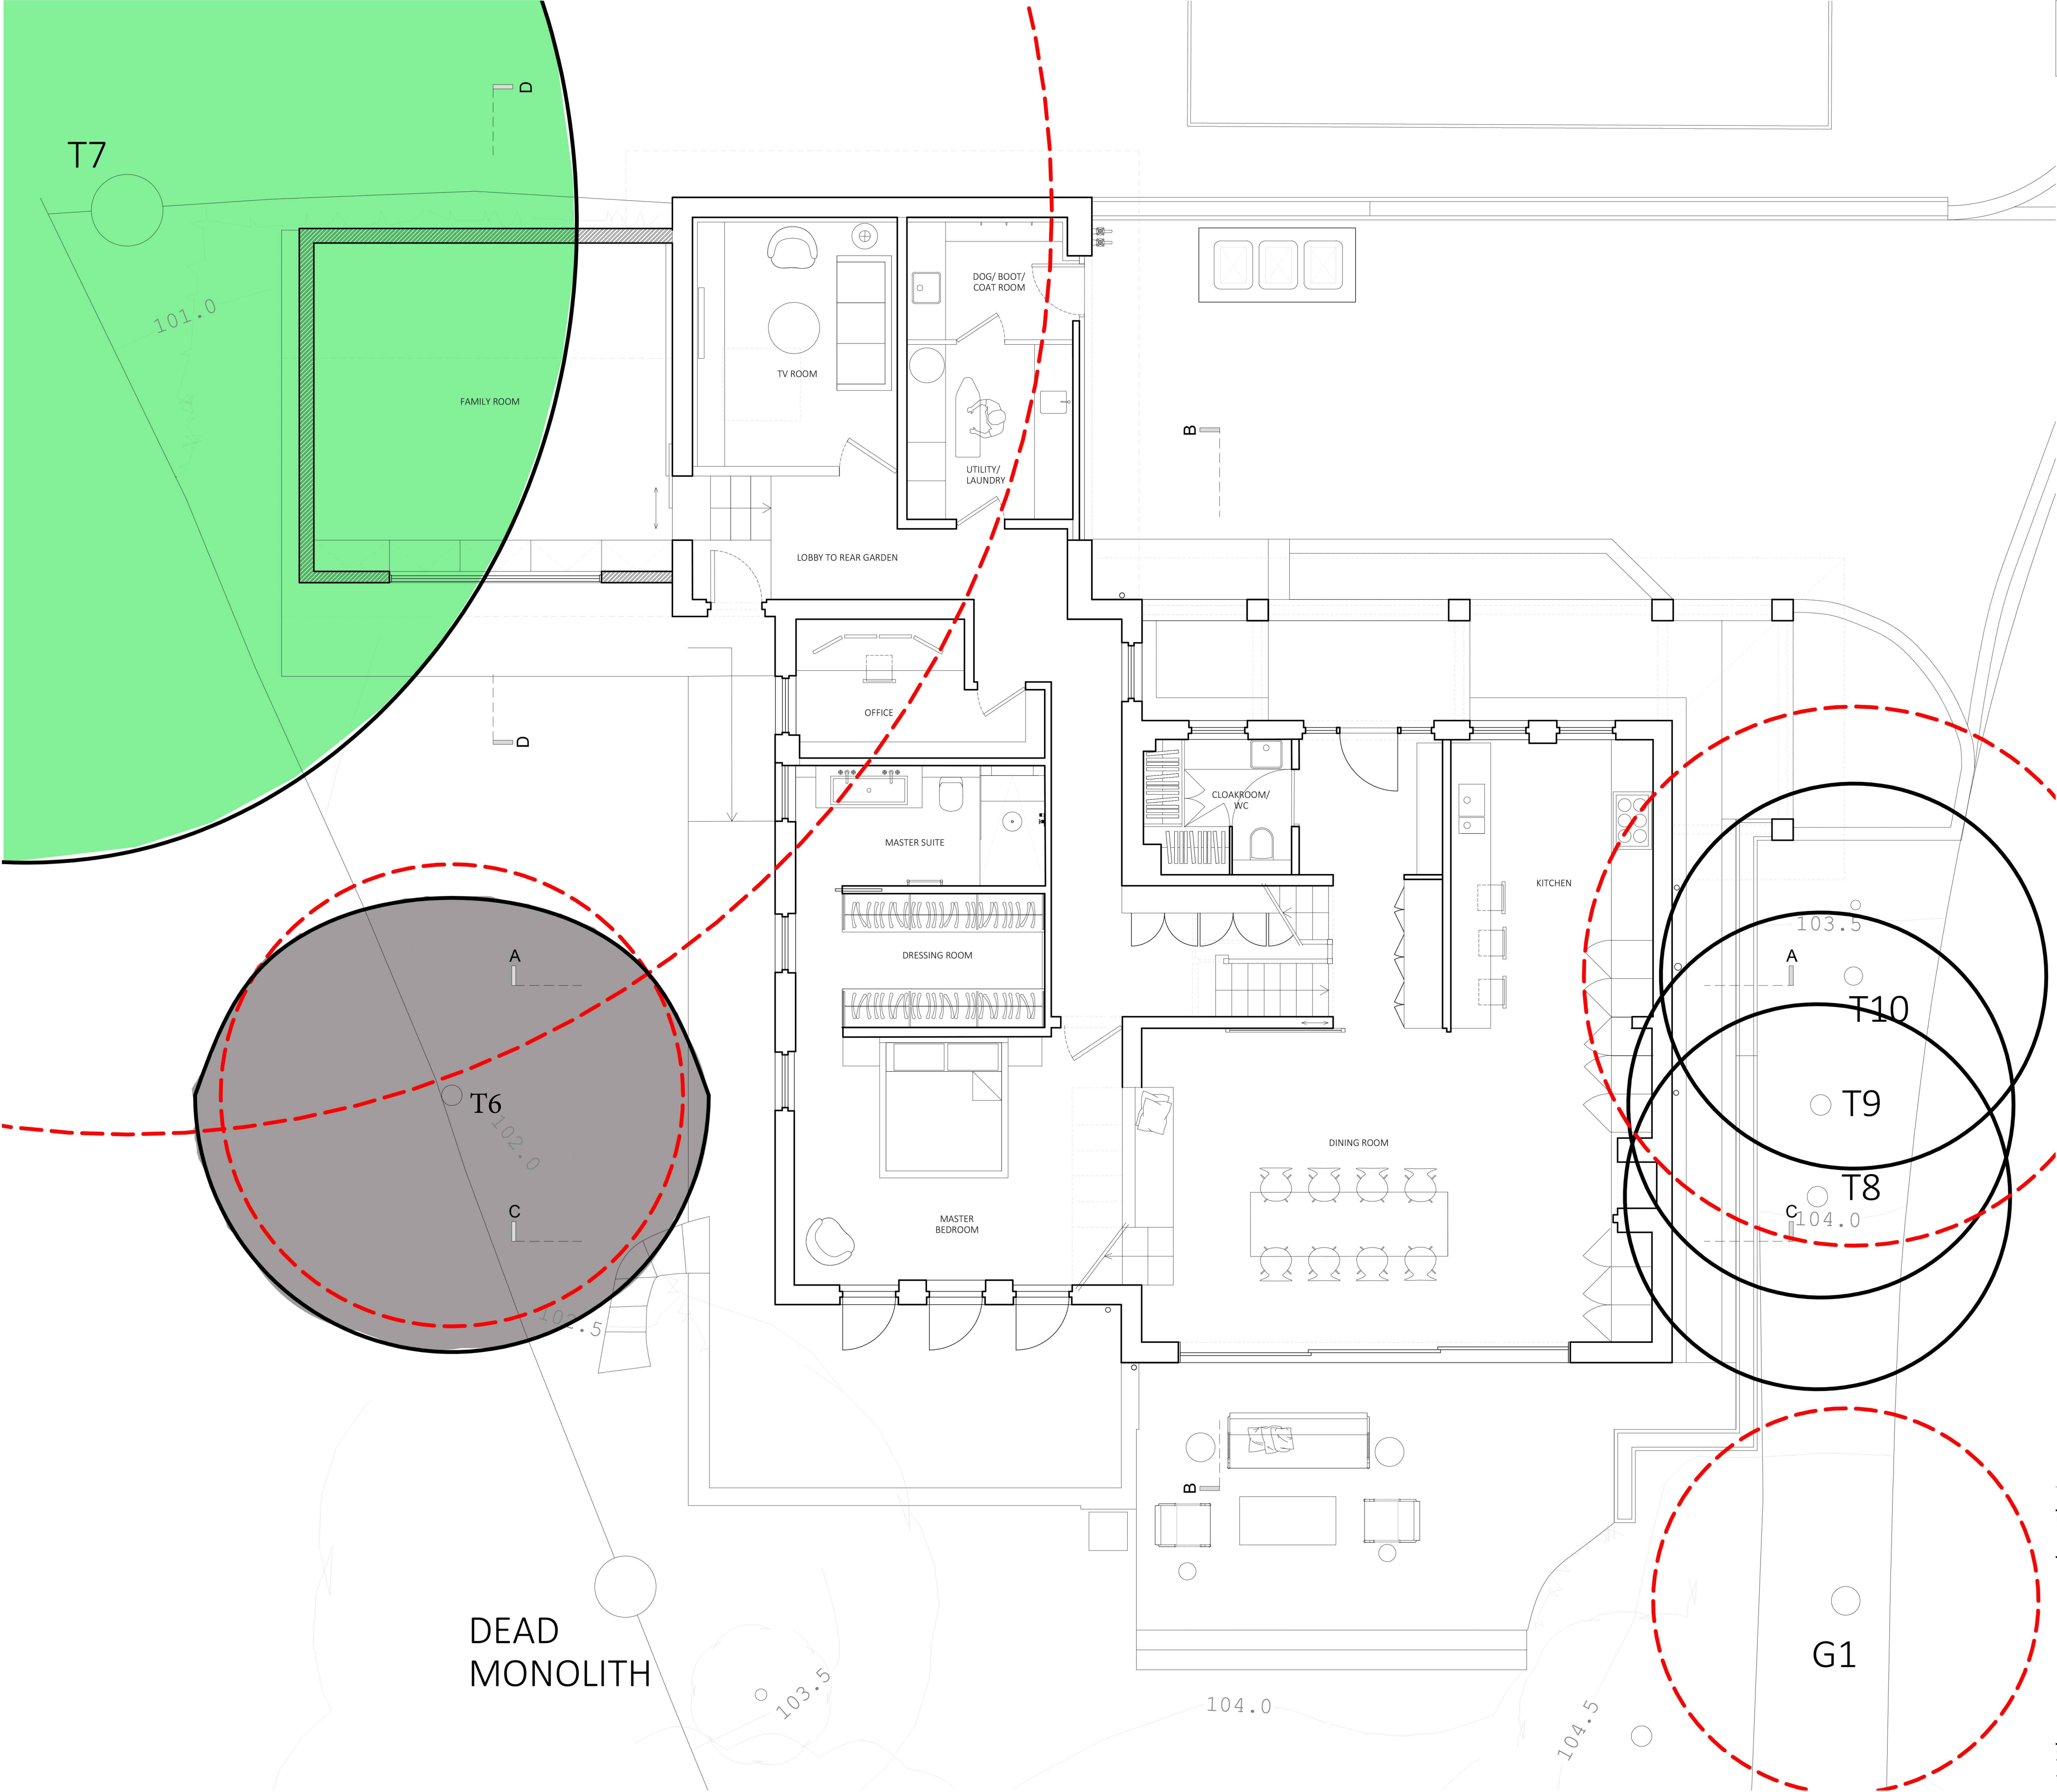 D
T7
DOG/ BOOT/
COAT ROOM
101.0
TV ROOM
FAMILY ROOM
B
UTILITY/
LAUNDRY
LOBBY TO REAR GARDEN
OFFICE
D
CLOAKROOM/
WC
MASTER SUITE
KITCHEN
103.5
A
A
DRESSING ROOM
T10
T6
T9
102.0
DINING ROOM
T8
C
C
104.0
MASTER
BEDROOM
102.5
B
DEAD
MONOLITH
G1
103.5
104.0
104.5